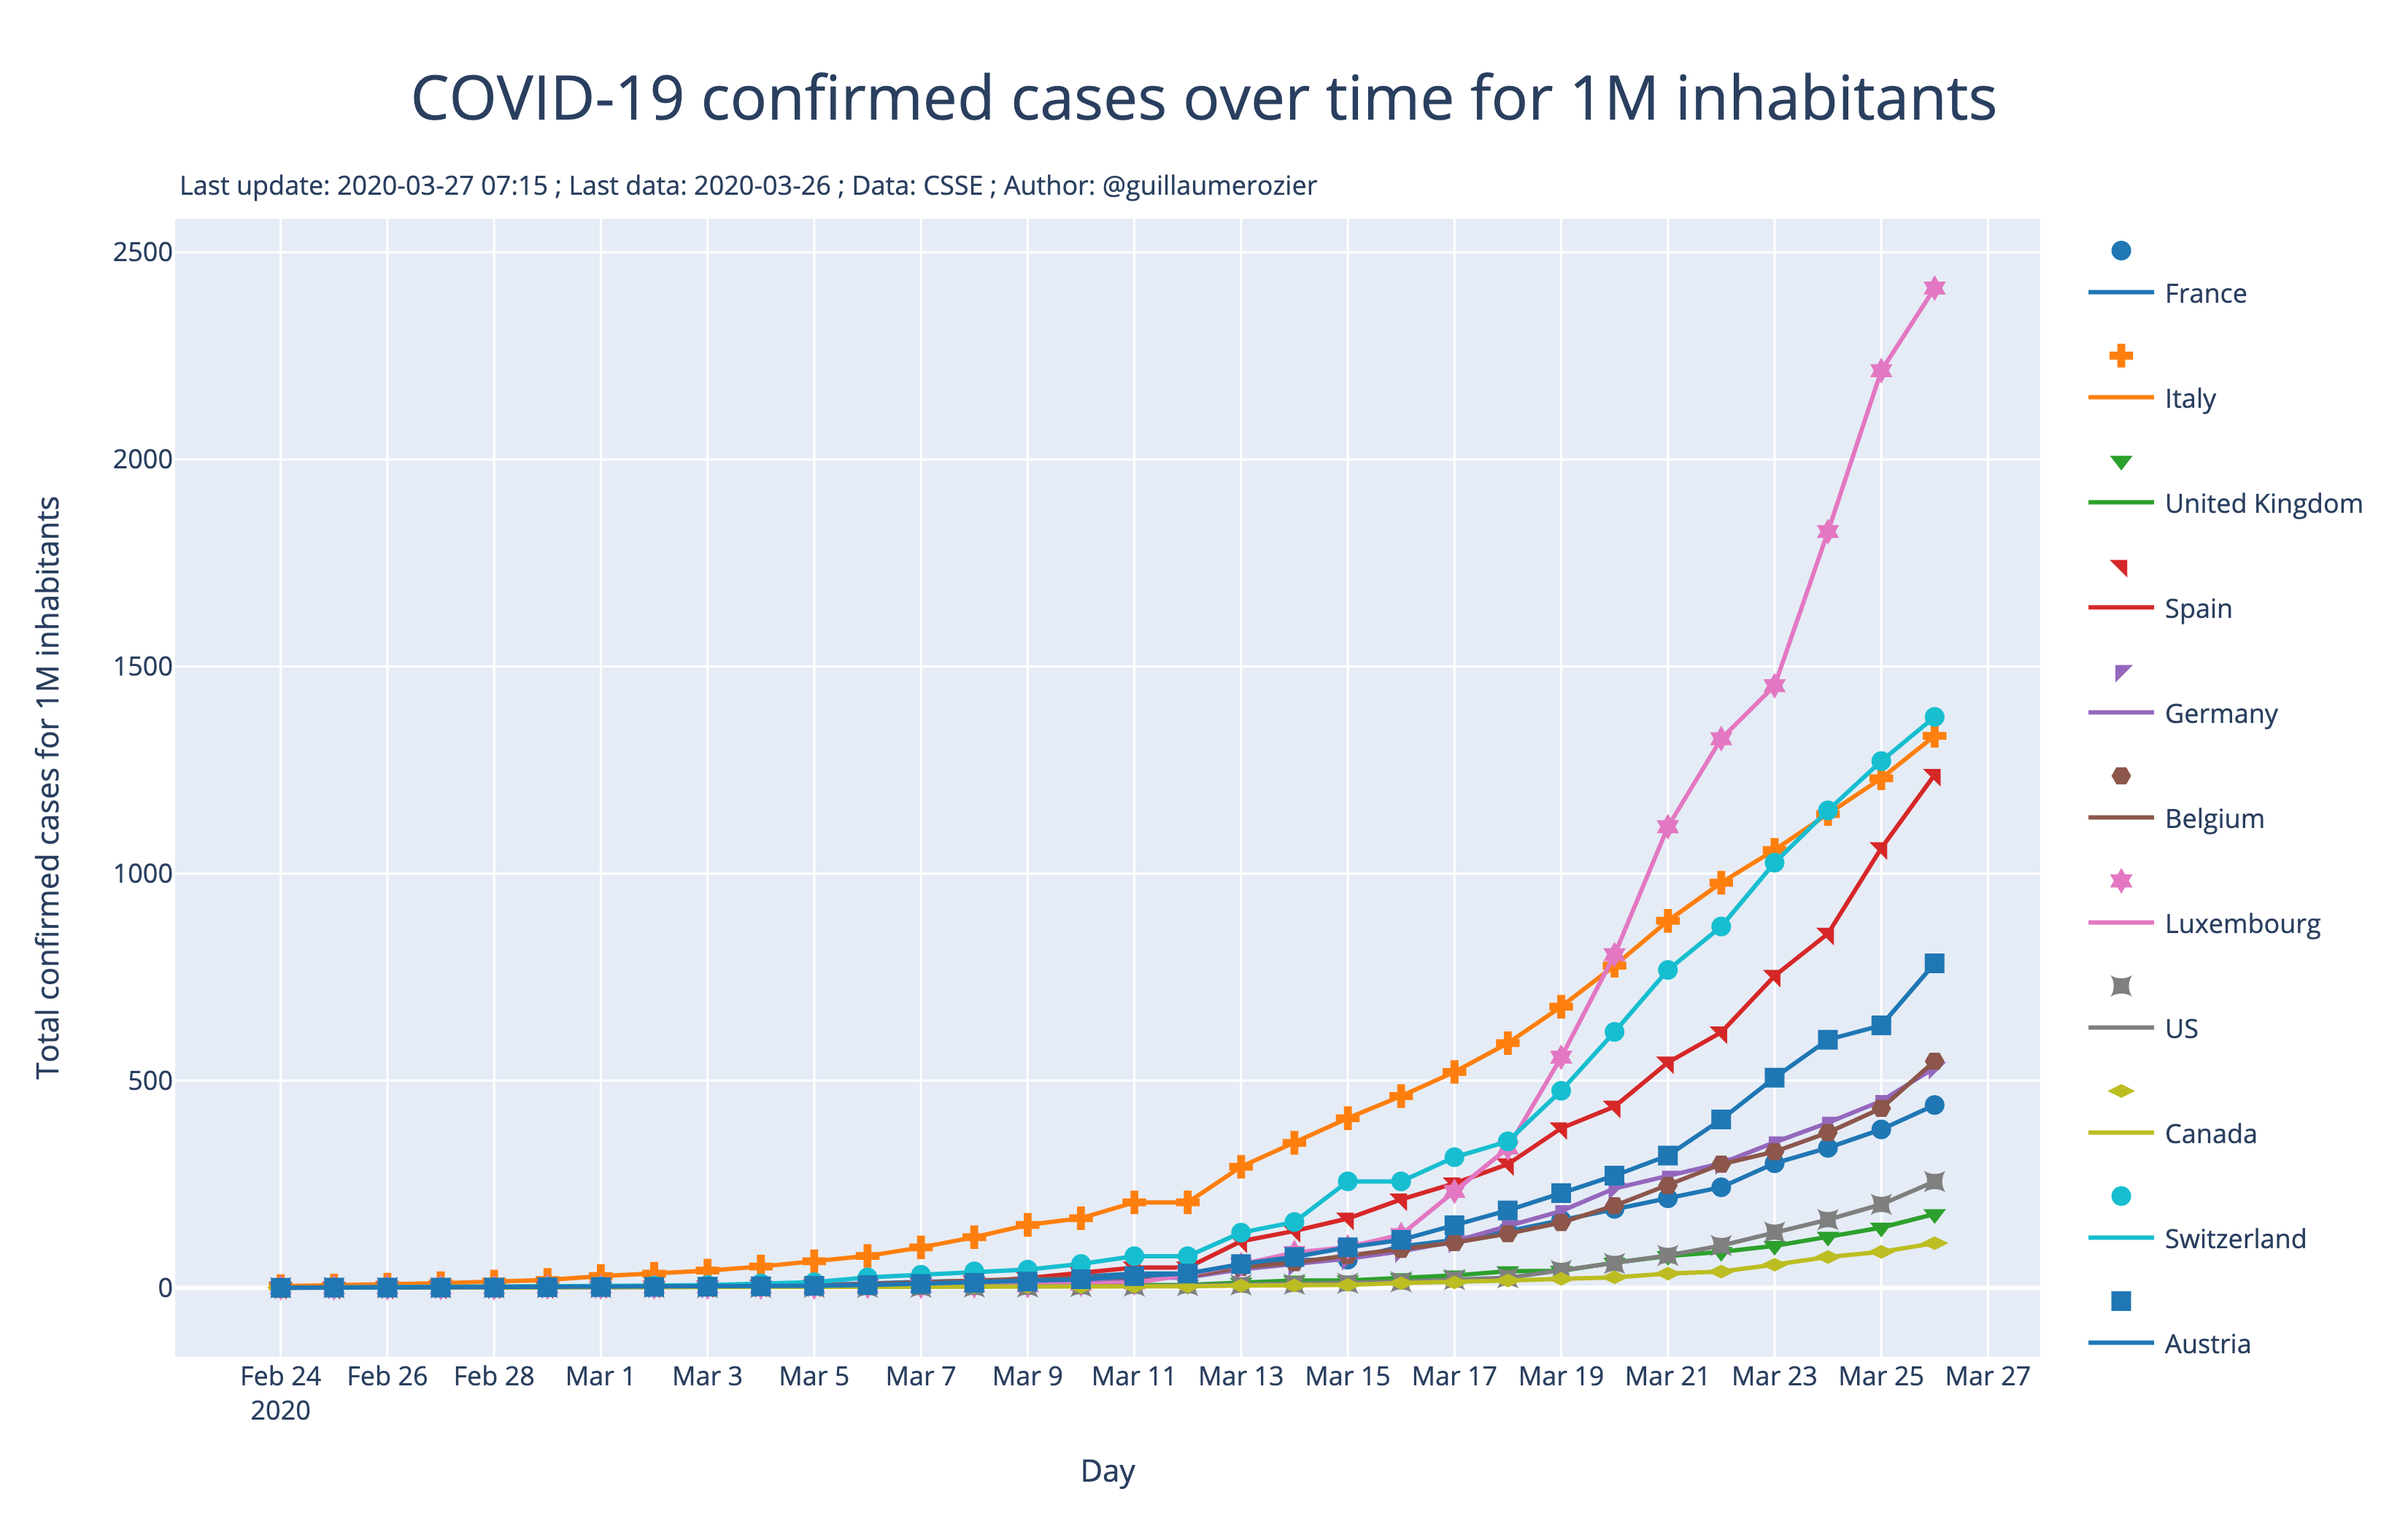 COVID-19 confirmed cases over time for 1M inhabitants
Last update: 2020-03-27 07:15 ; Last data: 2020-03-26 ; Data: CSSE ; Author: @guillaumerozier
Total confirmed cases for 1M inhabitants
2500
2000
1500
1000
500
0
Feb 24 Feb 26 Feb 28 Mar 1 Mar 3 Mar 5 Mar 7 Mar 9 Mar 11 Mar 13 Mar 15 Mar 17 Mar 19 Mar 21 Mar 23 Mar 25 Mar 27
2020
Day
France
Italy
United Kingdom
Spain
Germany
Belgium
Luxembourg
US
Canada
Switzerland
Austria